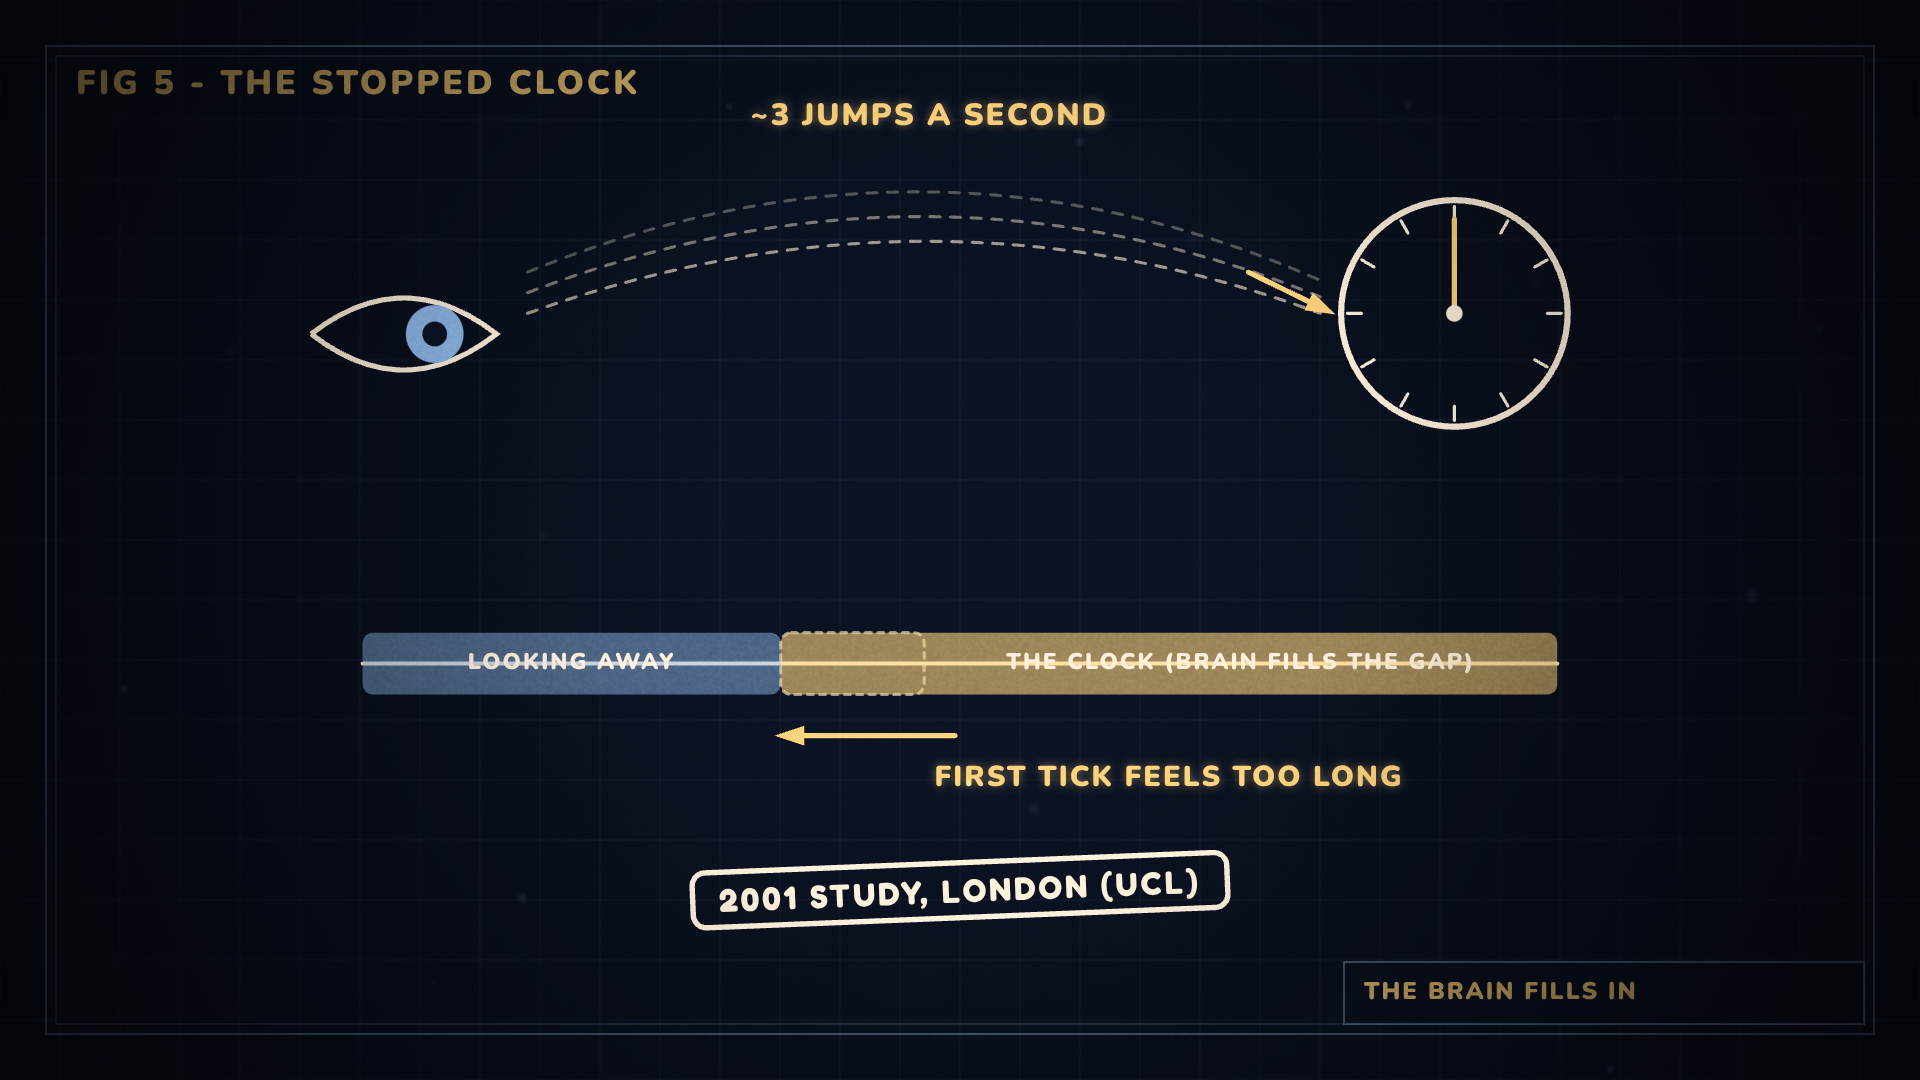 FIG 5 - THE STOPPED CLOCK
~3 JUMPS A SECOND
LOOKING AWAY
THE CLOCK (BRAIN FILLS THE GAP)
FIRST TICK FEELS TOO LONG
2001 STUDY, LONDON (UCL)
THE BRAIN FILLS IN